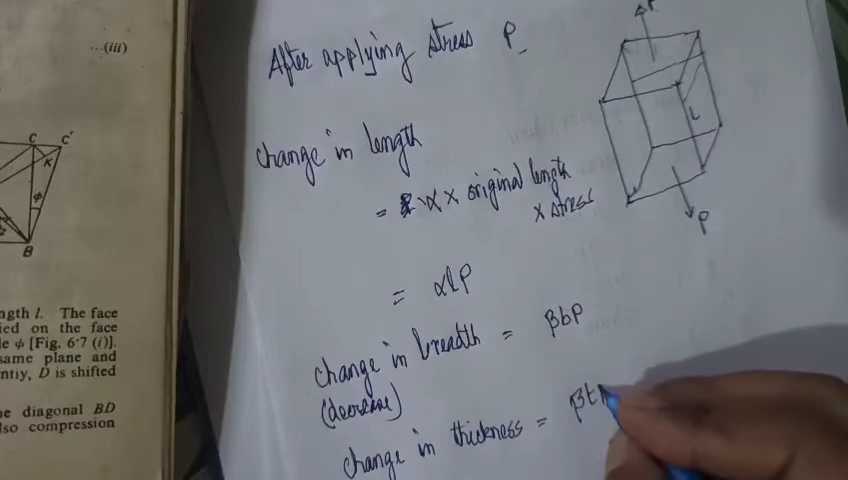 ...(iii)
C C'
K
φ
B
ngth l. The face
ied on the face
le φ [Fig. 6·7 (i)].
same plane and
ntiy, D is shifted
e diagonal BD
lso compression
After applying stress P
P
L
P
change in length
= α x original length
x stress
= αlP
change in breadth = βbP
(decrease)
change in thickness = βt